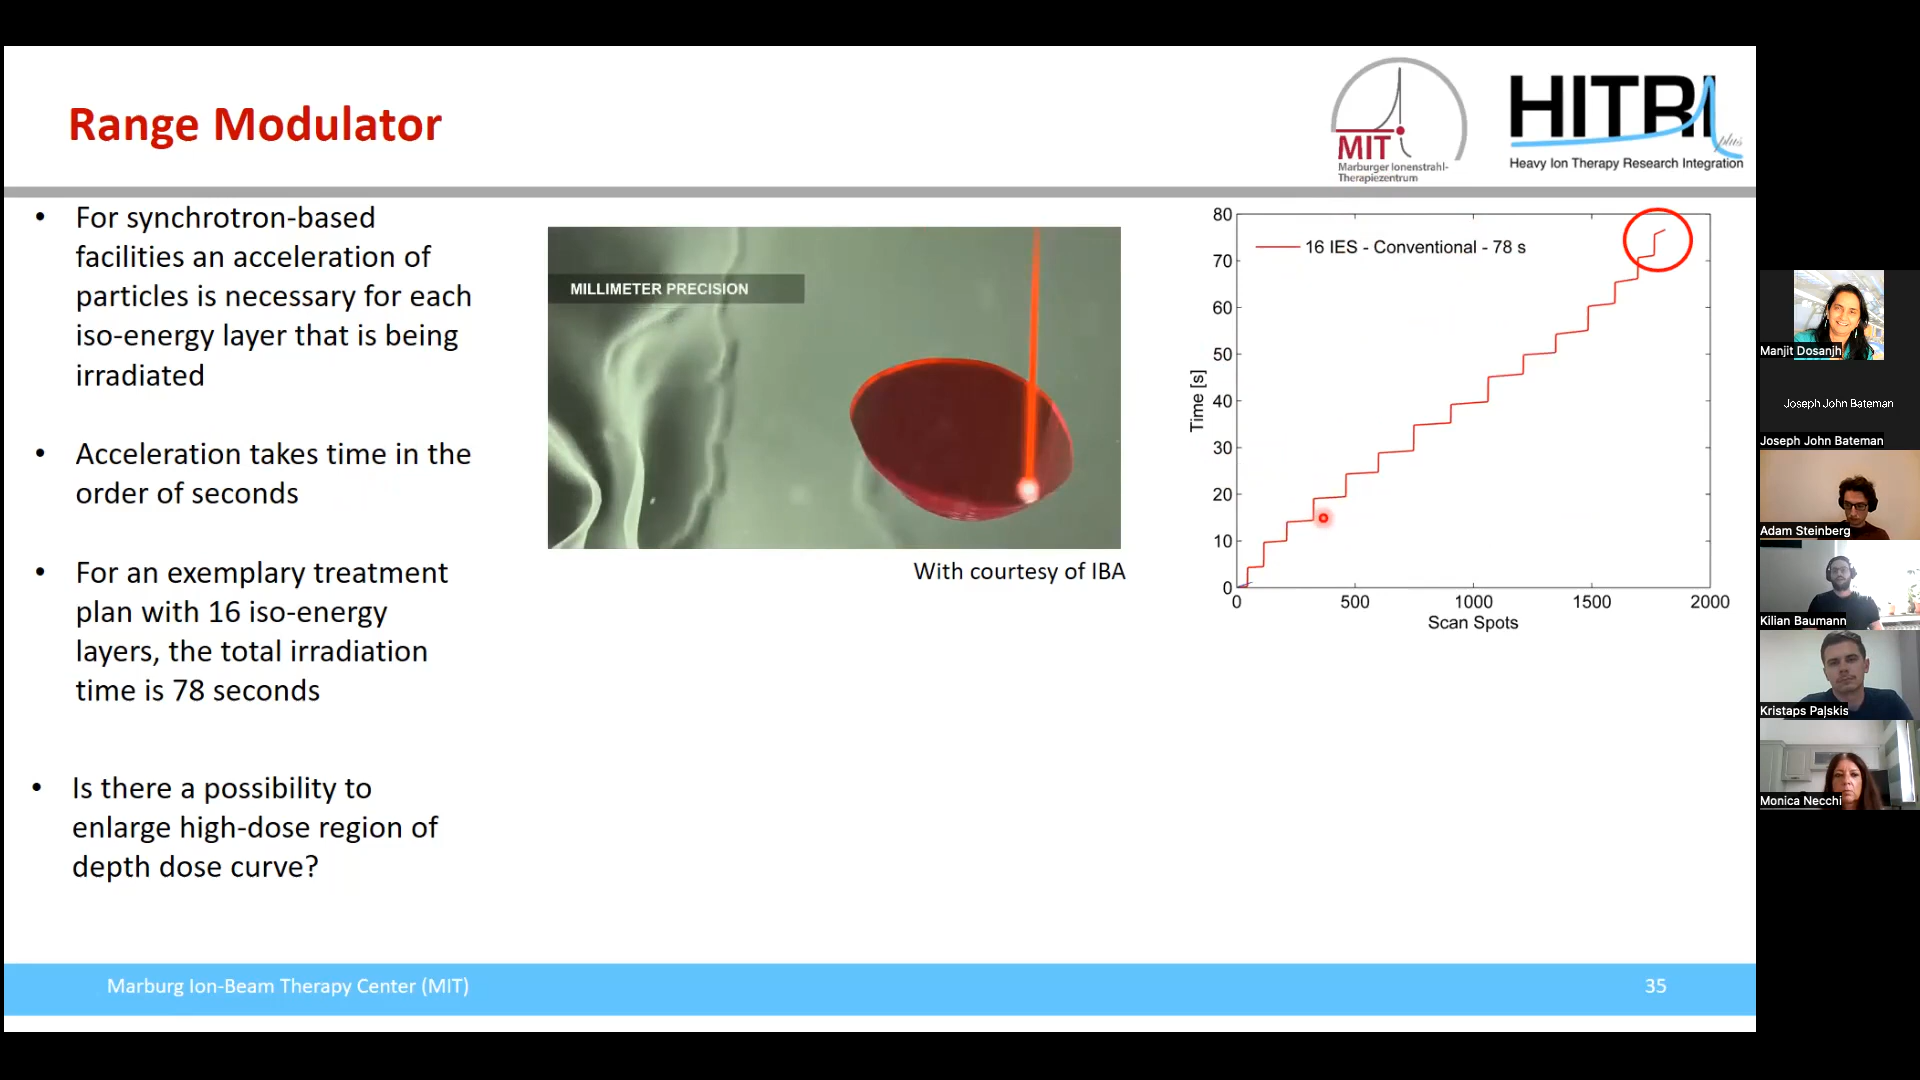 Range Modulator
MIT
Marburger Ionenstrahl-
Therapiezentrum
HITRI
plus
Heavy Ion Therapy Research Integration
• For synchrotron-based
facilities an acceleration of
particles is necessary for each
iso-energy layer that is being
irradiated
• Acceleration takes time in the
order of seconds
• For an exemplary treatment
plan with 16 iso-energy
layers, the total irradiation
time is 78 seconds
• Is there a possibility to
enlarge high-dose region of
depth dose curve?
MILLIMETER PRECISION
With courtesy of IBA
16 IES - Conventional - 78 s
Time [s]
80
70
60
50
40
30
20
10
0
0 500 1000 1500 2000
Scan Spots
Marburg Ion-Beam Therapy Center (MIT)
35
Manjit Dosanjh
Joseph John Bateman
Joseph John Bateman
Adam Steinberg
Kilian Baumann
Kristaps Paļskis
Monica Necchi